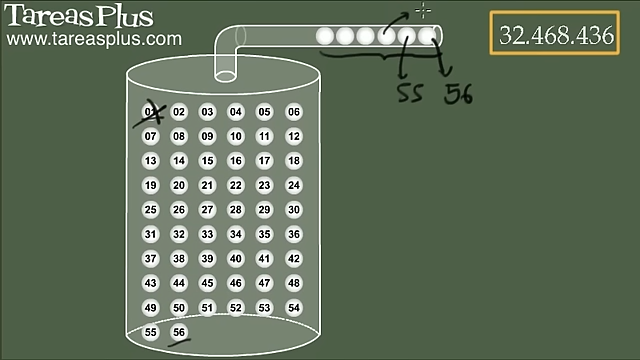 TareasPlus
www.tareasplus.com
32.468.436
55 56
01 02 03 04 05 06
07 08 09 10 11 12
13 14 15 16 17 18
19 20 21 22 23 24
25 26 27 28 29 30
31 32 33 34 35 36
37 38 39 40 41 42
43 44 45 46 47 48
49 50 51 52 53 54
55 56